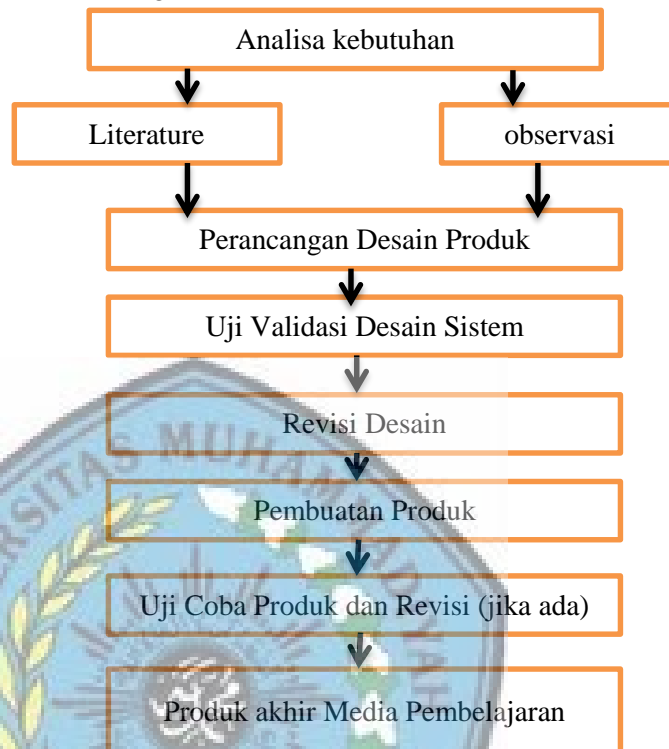 Analisa kebutuhan
Literature
observasi
Perancangan Desain Produk
Uji Validasi Desain Sistem
Revisi Desain
Pembuatan Produk
Uji Coba Produk dan Revisi (jika ada)
Produk akhir Media Pembelajaran